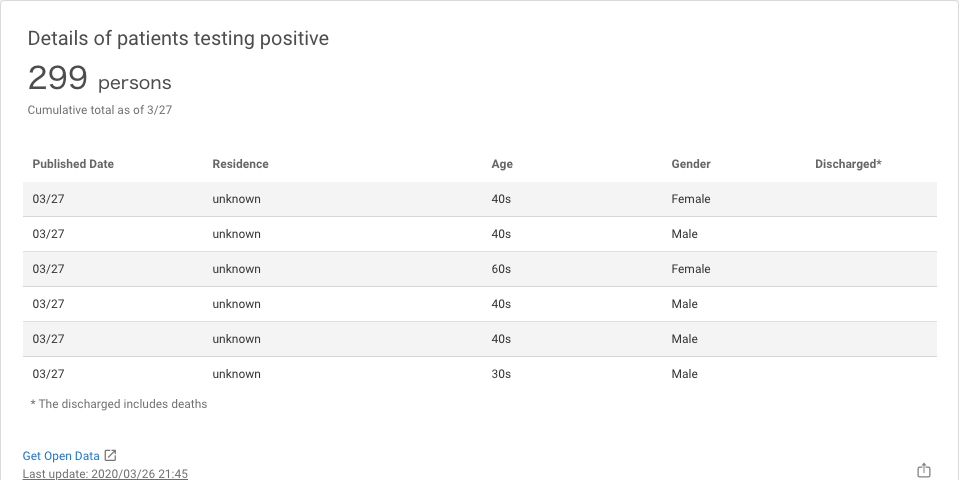 Details of patients testing positive
299 persons
Cumulative total as of 3/27
Published Date Residence Age Gender Discharged*
03/27 unknown 40s Female
03/27 unknown 40s Male
03/27 unknown 60s Female
03/27 unknown 40s Male
03/27 unknown 40s Male
03/27 unknown 30s Male
* The discharged includes deaths
Get Open Data
Last update: 2020/03/26 21:45